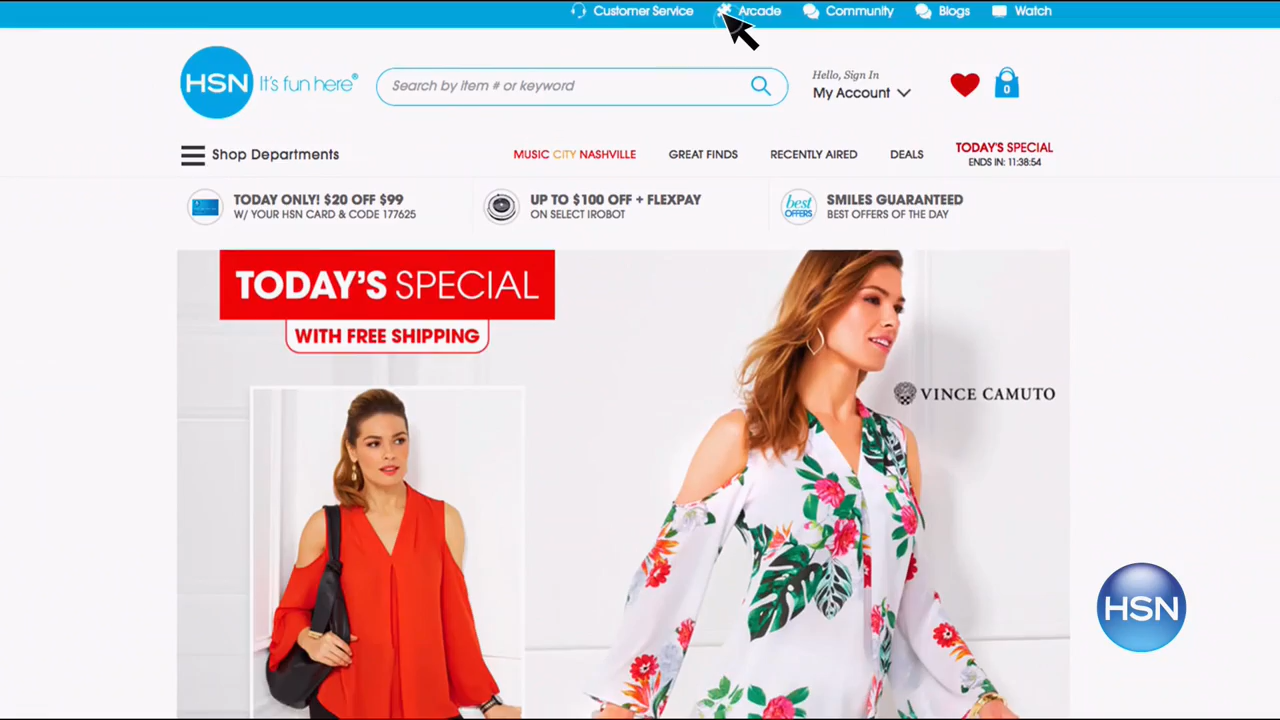 Customer Service Arcade Community Blogs Watch
HSN It's fun here®
Search by item # or keyword
Hello, Sign In
My Account
0
Shop Departments
MUSIC CITY NASHVILLE GREAT FINDS RECENTLY AIRED DEALS TODAY'S SPECIAL
ENDS IN: 11:38:54
TODAY ONLY! $20 OFF $99
W/ YOUR HSN CARD & CODE 177625
UP TO $100 OFF + FLEXPAY
ON SELECT IROBOT
best
OFFERS
SMILES GUARANTEED
BEST OFFERS OF THE DAY
TODAY'S SPECIAL
WITH FREE SHIPPING
VINCE CAMUTO
HSN